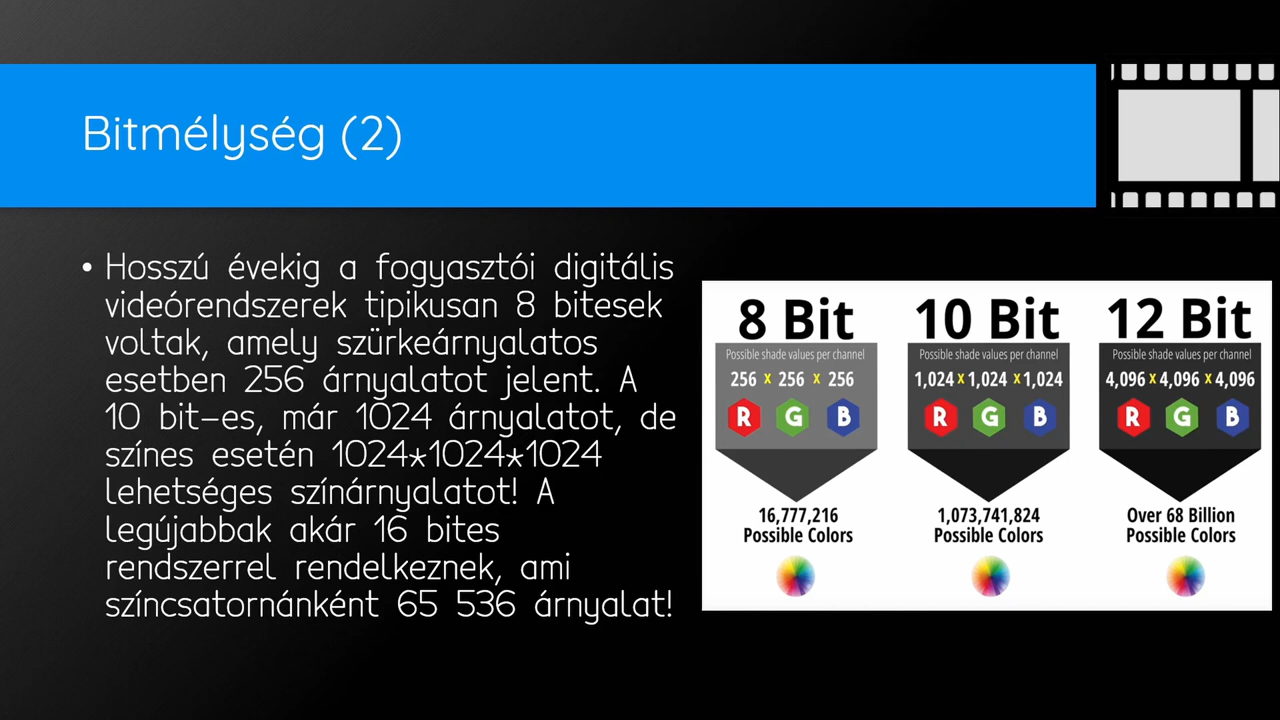 Bitmélység (2)
• Hosszú évekig a fogyasztói digitális
videórendszerek tipikusan 8 bitesek
voltak, amely szürkeárnyalatos
esetben 256 árnyalatot jelent. A
10 bit-es, már 1024 árnyalatot, de
színes esetén 1024*1024*1024
lehetséges színárnyalatot! A
legújabbak akár 16 bites
rendszerrel rendelkeznek, ami
színcsatornánként 65 536 árnyalat!
8 Bit
Possible shade values per channel
256 x 256 x 256
R G B
16,777,216
Possible Colors
10 Bit
Possible shade values per channel
1,024 x 1,024 x 1,024
R G B
1,073,741,824
Possible Colors
12 Bit
Possible shade values per channel
4,096 x 4,096 x 4,096
R G B
Over 68 Billion
Possible Colors